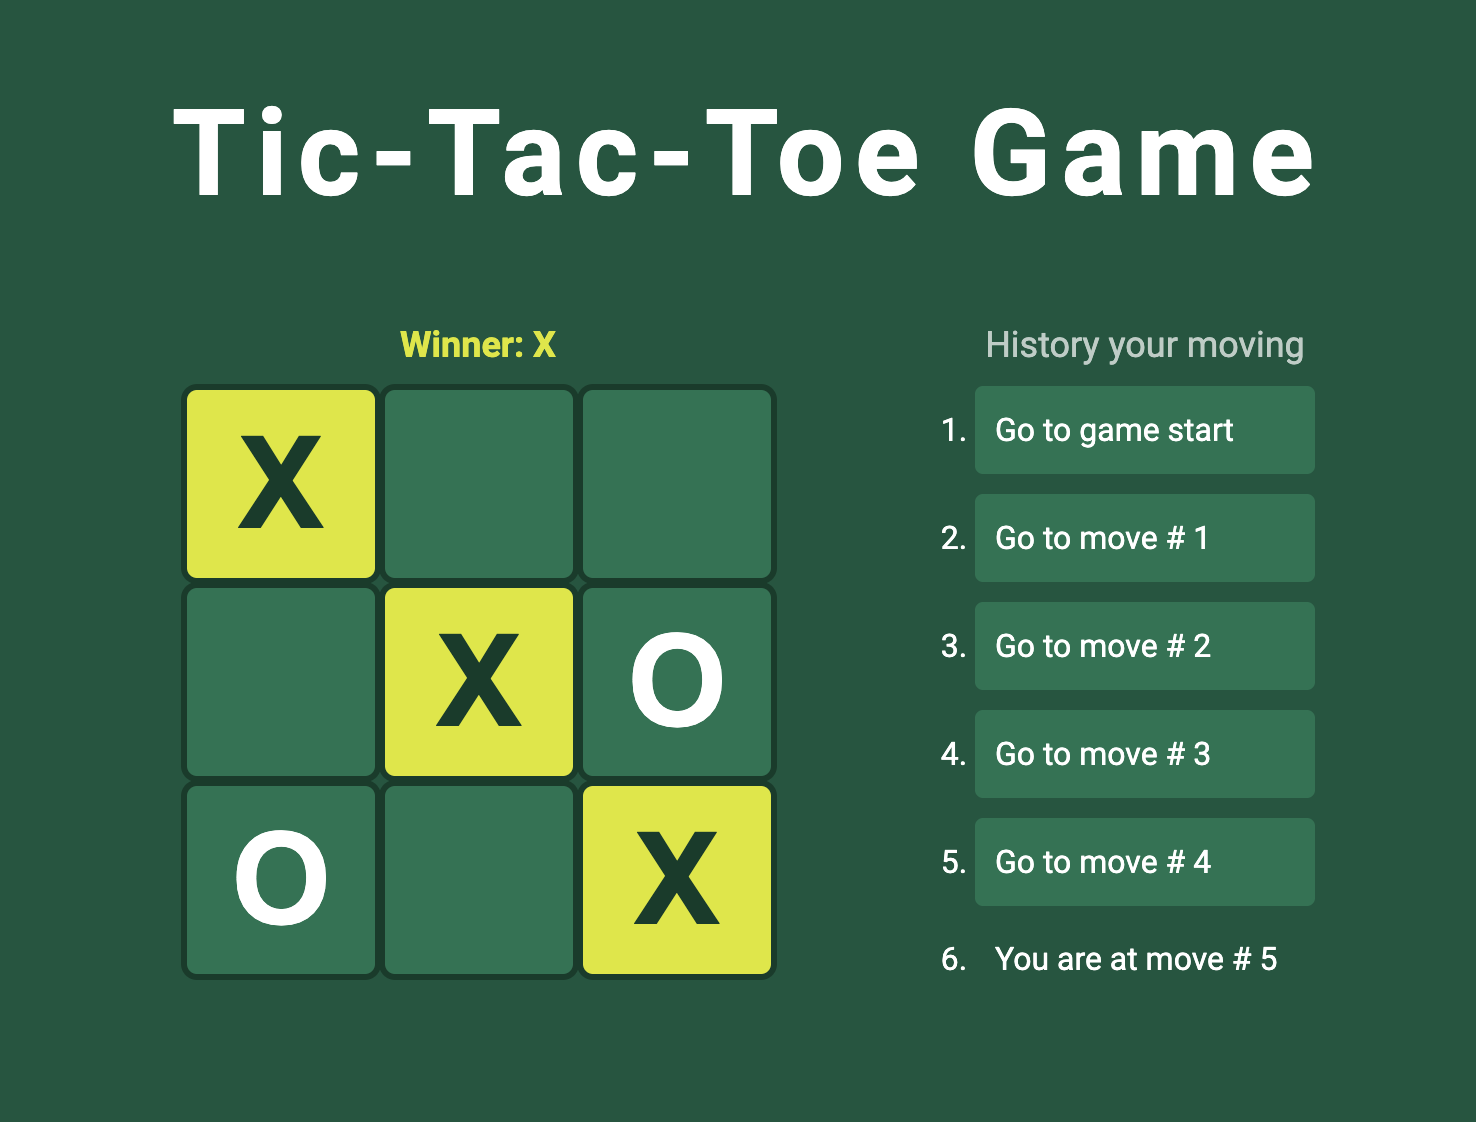 Tic-Tac-Toe Game
Winner: X
X
X O
O X
History your moving
1. Go to game start
2. Go to move # 1
3. Go to move # 2
4. Go to move # 3
5. Go to move # 4
6. You are at move # 5